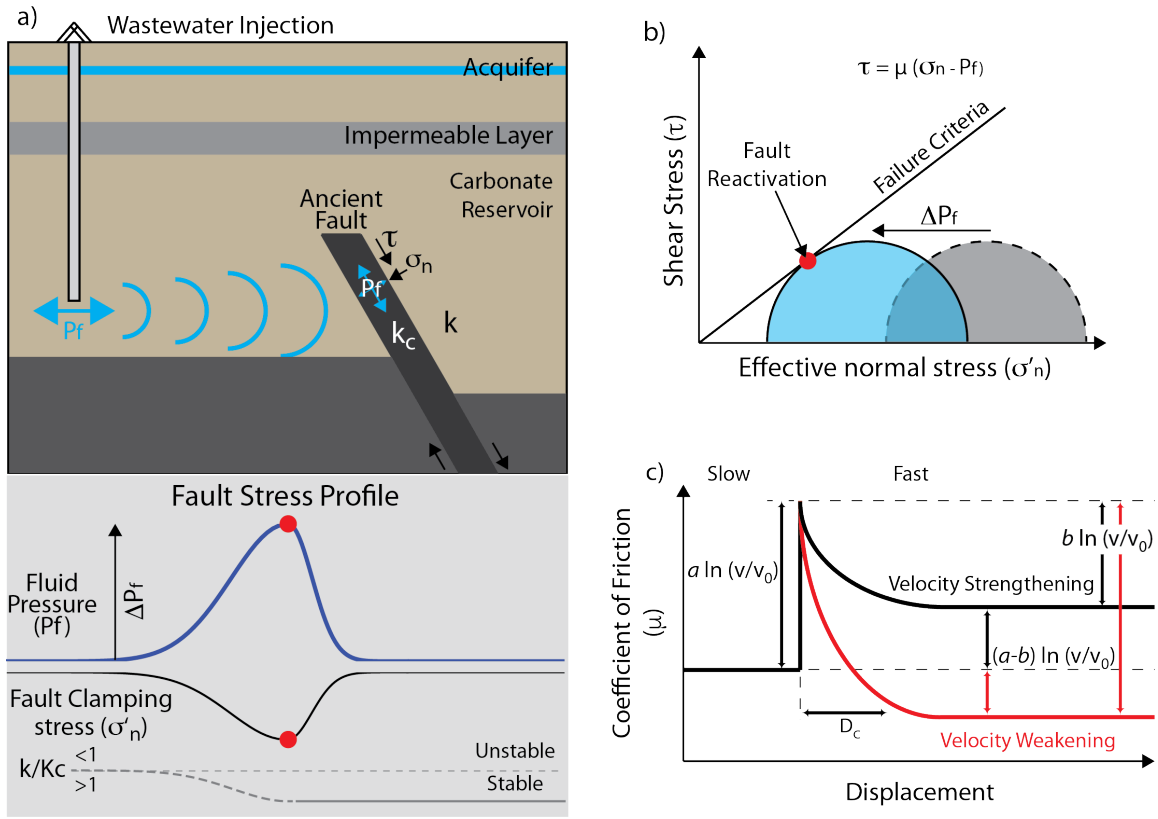 a)
Wastewater Injection
Acquifer
Impermeable Layer
Carbonate
Reservoir
Ancient
Fault
τ
σn
Pf
Pf
kc
k
Fault Stress Profile
Fluid
Pressure
(Pf)
ΔPf
Fault Clamping
stress (σ'n)
k/Kc
<1
>1
Unstable
Stable
b)
τ = μ (σn - Pf)
Shear Stress (τ)
Fault
Reactivation
Failure Criteria
ΔPf
Effective normal stress (σ'n)
c)
Slow
Fast
Coefficient of Friction
(μ)
a ln (v/v0)
b ln (v/v0)
Velocity Strengthening
(a-b) ln (v/v0)
Dc
Velocity Weakening
Displacement